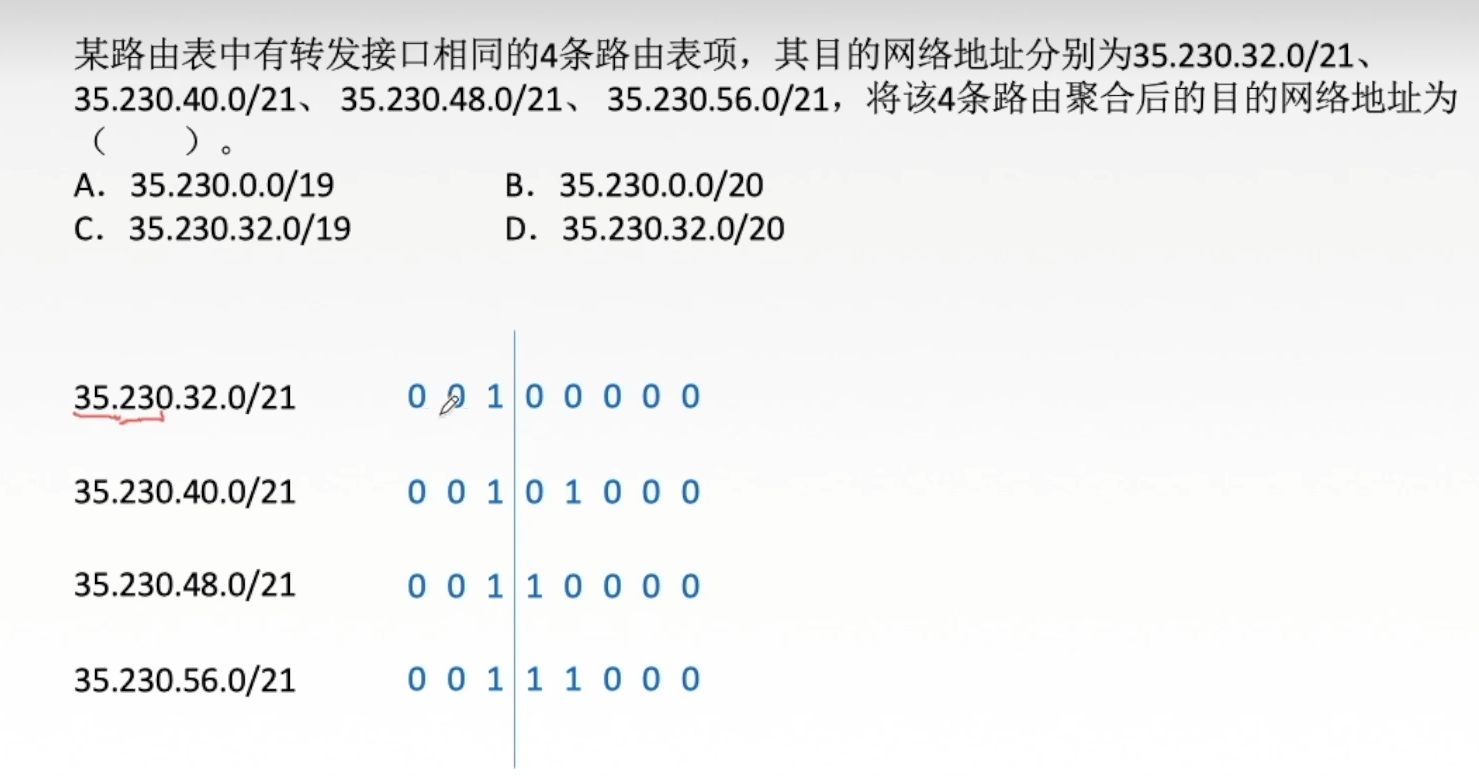 某路由表中有转发接口相同的4条路由表项，其目的网络地址分别为35.230.32.0/21、
35.230.40.0/21、 35.230.48.0/21、 35.230.56.0/21，将该4条路由聚合后的目的网络地址为
（ ）。
A. 35.230.0.0/19 B. 35.230.0.0/20
C. 35.230.32.0/19 D. 35.230.32.0/20
35.230.32.0/21 0 0 1 0 0 0 0 0
35.230.40.0/21 0 0 1 0 1 0 0 0
35.230.48.0/21 0 0 1 1 0 0 0 0
35.230.56.0/21 0 0 1 1 1 0 0 0